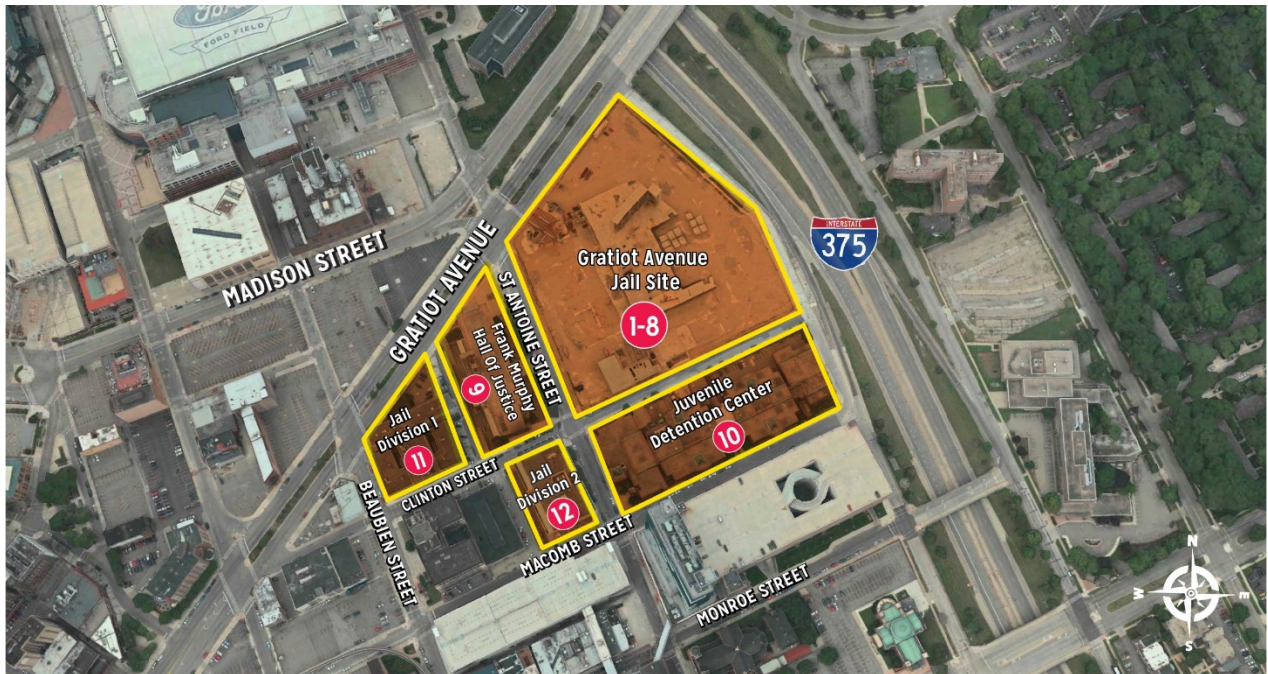 Ford
FORD FIELD
MADISON STREET
GRATIOT AVENUE
ST ANTOINE STREET
Gratiot Avenue
Jail Site
1-8
INTERSTATE
375
Frank Murphy
Hall Of Justice
9
Juvenile
Detention Center
10
Jail
Division 1
11
CLINTON STREET
Jail
Division 2
12
BEAUBIEN STREET
MACOMB STREET
MONROE STREET
N
W
E
S